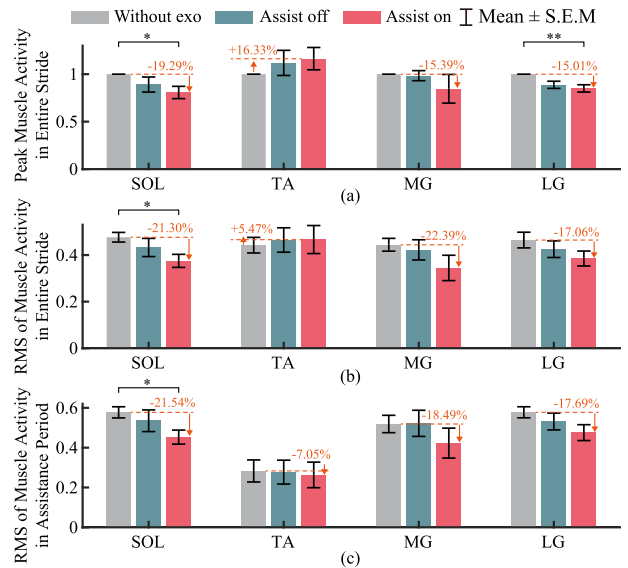 Without exo Assist off Assist on Mean ± S.E.M
Peak Muscle Activity
in Entire Stride
1
0.5
0
* -19.29% +16.33% -15.39% ** -15.01%
SOL TA MG LG
(a)
RMS of Muscle Activity
in Entire Stride
0.4
0.2
0
* -21.30% +5.47% -22.39% -17.06%
SOL TA MG LG
(b)
RMS of Muscle Activity
in Assistance Period
0.6
0.4
0.2
0
* -21.54% -7.05% -18.49% -17.69%
SOL TA MG LG
(c)